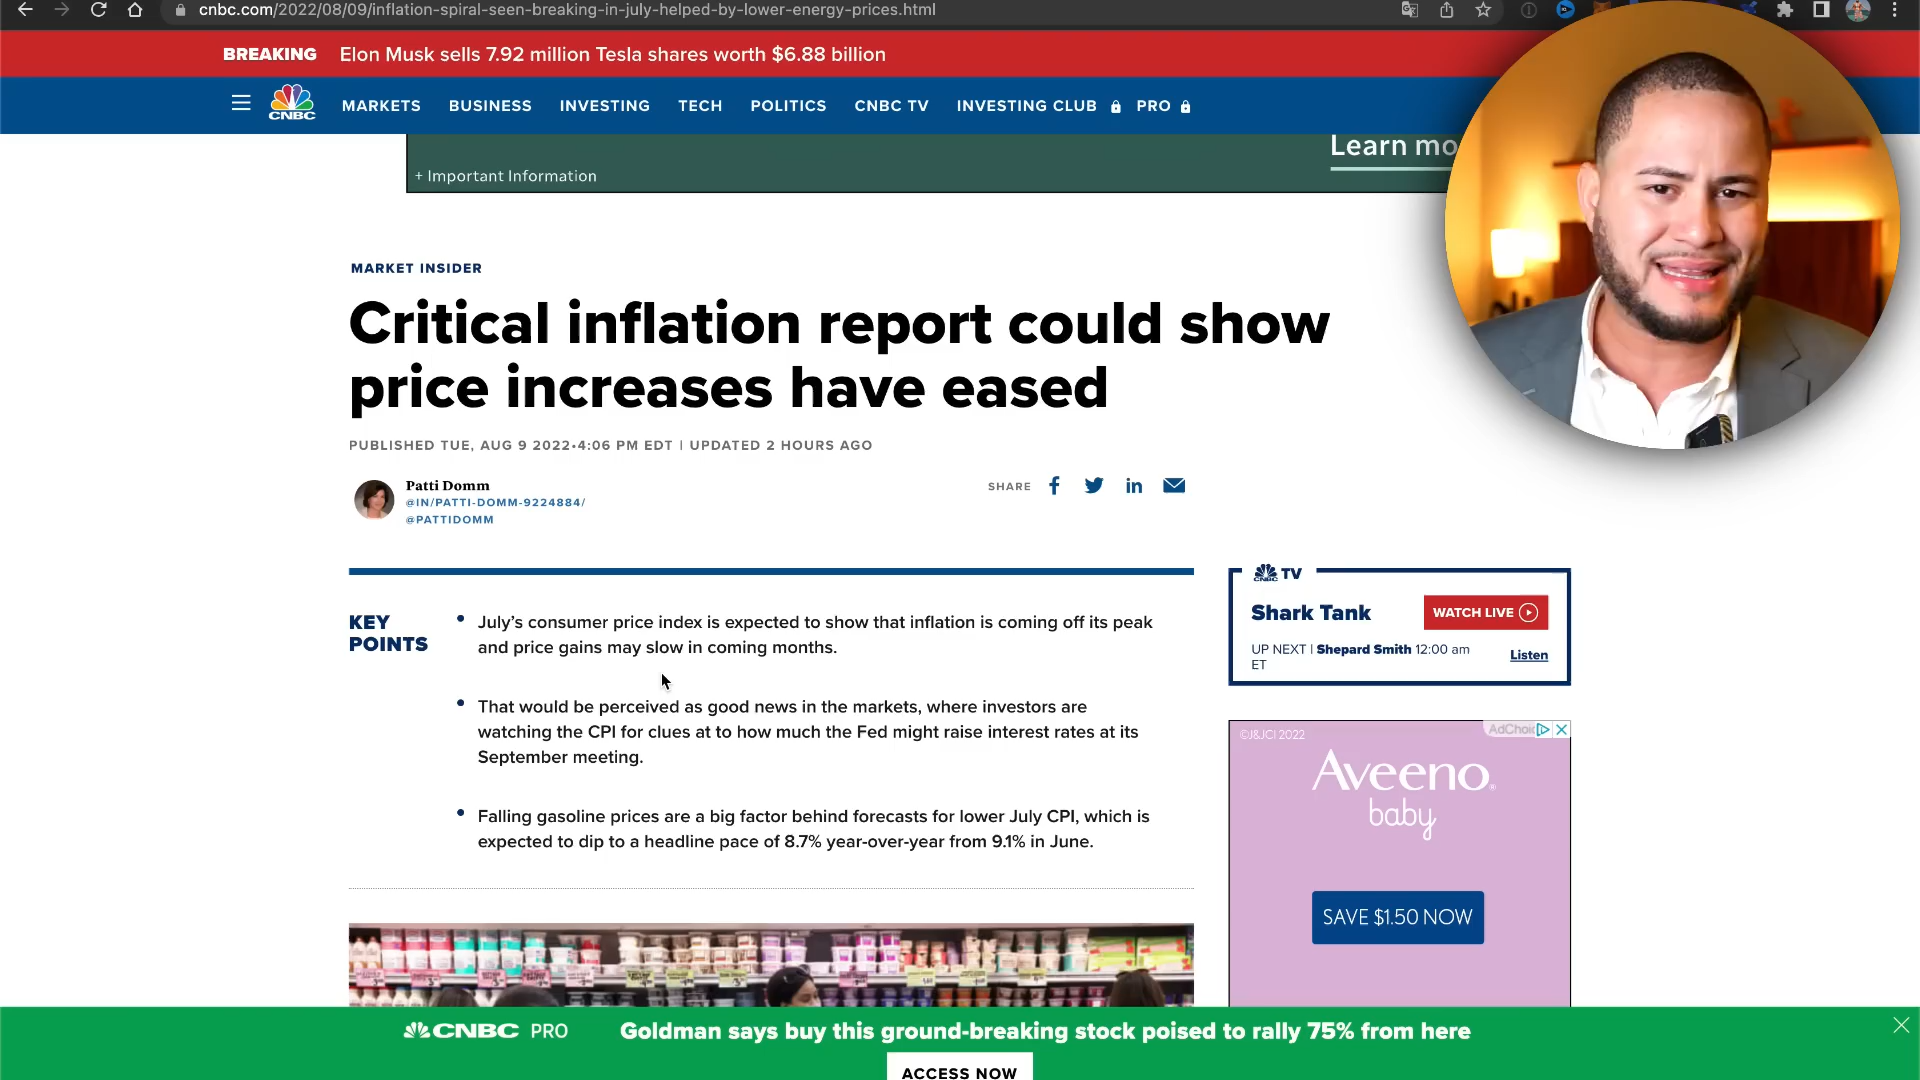 cnbc.com/2022/08/09/inflation-spiral-seen-breaking-in-july-helped-by-lower-energy-prices.html
BREAKING Elon Musk sells 7.92 million Tesla shares worth $6.88 billion
CNBC MARKETS BUSINESS INVESTING TECH POLITICS CNBC TV INVESTING CLUB PRO
Learn mo
+ Important Information
MARKET INSIDER
Critical inflation report could show
price increases have eased
PUBLISHED TUE, AUG 9 2022•4:06 PM EDT | UPDATED 2 HOURS AGO
Patti Domm
@IN/PATTI-DOMM-9224884/
@PATTIDOMM
SHARE
KEY
POINTS
• July’s consumer price index is expected to show that inflation is coming off its peak
and price gains may slow in coming months.
• That would be perceived as good news in the markets, where investors are
watching the CPI for clues at to how much the Fed might raise interest rates at its
September meeting.
• Falling gasoline prices are a big factor behind forecasts for lower July CPI, which is
expected to dip to a headline pace of 8.7% year-over-year from 9.1% in June.
CNBC TV
Shark Tank
WATCH LIVE
UP NEXT | Shepard Smith 12:00 am
ET
Listen
©J&JCI 2022
AdChoi
Aveeno®
baby
SAVE $1.50 NOW
CNBC PRO Goldman says buy this ground-breaking stock poised to rally 75% from here
ACCESS NOW